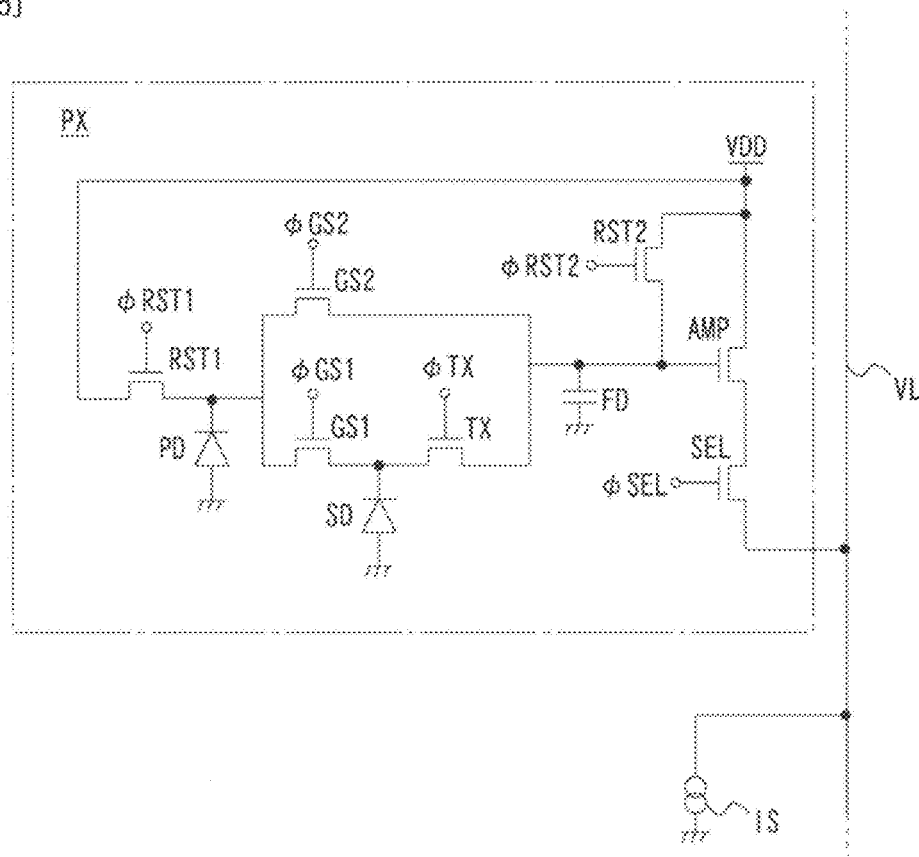 5]
PX
VDD
φGS2
RST2
φRST2
GS2
φRST1
AMP
RST1
φGS1
φTX
VL
FD
GS1
TX
PD
SEL
φSEL
SD
IS